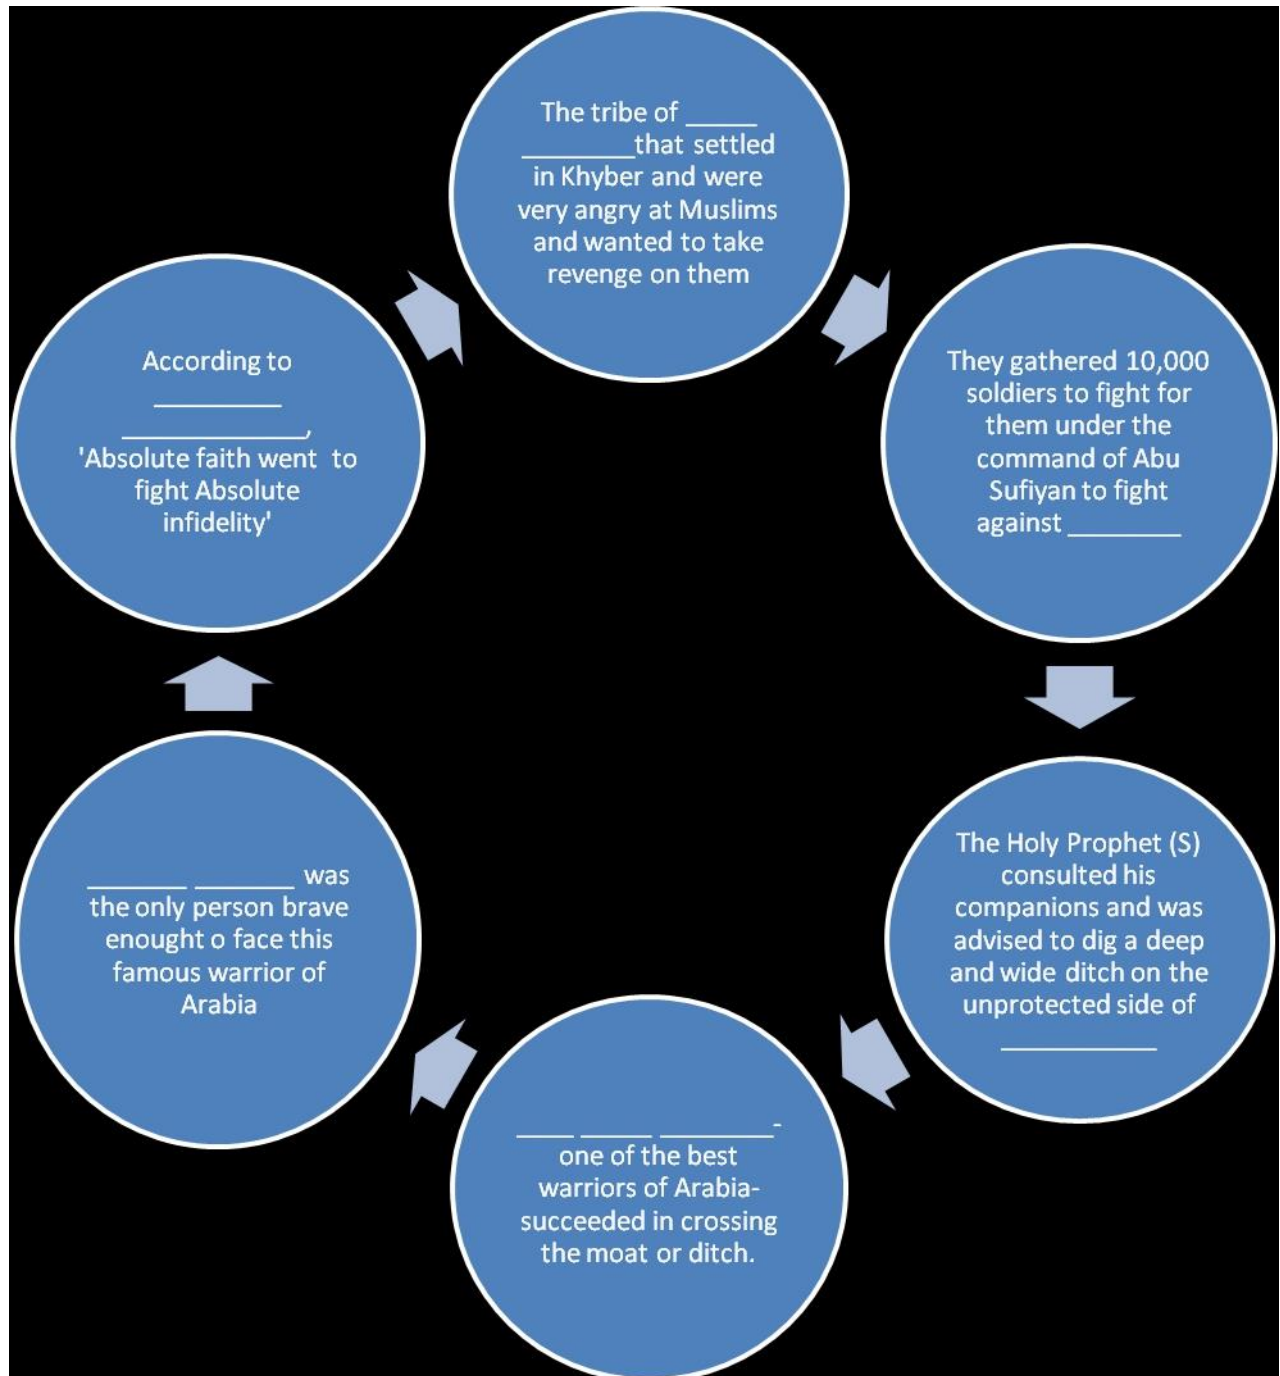 The tribe of _____
________that settled
in Khyber and were
very angry at Muslims
and wanted to take
revenge on them
They gathered 10,000
soldiers to fight for
them under the
command of Abu
Sufiyan to fight
against ________
The Holy Prophet (S)
consulted his
companions and was
advised to dig a deep
and wide ditch on the
unprotected side of
___________
____ _____ ________-
one of the best
warriors of Arabia-
succeeded in crossing
the moat or ditch.
_______ _______ was
the only person brave
enought o face this
famous warrior of
Arabia
According to
_________
_____________,
'Absolute faith went to
fight Absolute
infidelity'